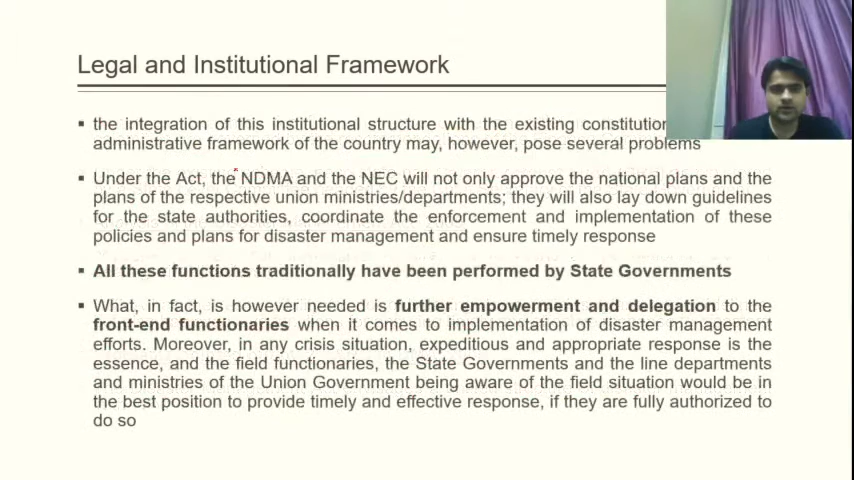 Legal and Institutional Framework
▪ the integration of this institutional structure with the existing
administrative framework of the country may, however, pose several problems
▪ Under the Act, the NDMA and the NEC will not only approve the national plans and the
plans of the respective union ministries/departments; they will also lay down guidelines
for the state authorities, coordinate the enforcement and implementation of these
policies and plans for disaster management and ensure timely response
▪ All these functions traditionally have been performed by State Governments
▪ What, in fact, is however needed is further empowerment and delegation to the
front-end functionaries when it comes to implementation of disaster management
efforts. Moreover, in any crisis situation, expeditious and appropriate response is the
essence, and the field functionaries, the State Governments and the line departments
and ministries of the Union Government being aware of the field situation would be in
the best position to provide timely and effective response, if they are fully authorized to
do so